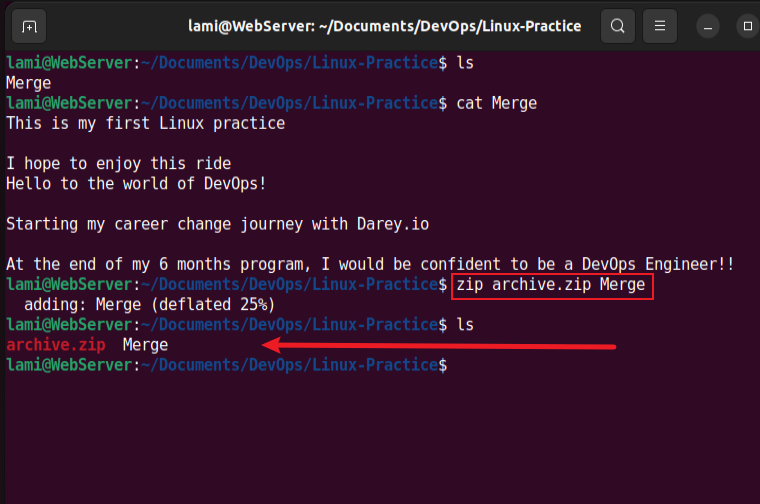 lami@WebServer: ~/Documents/DevOps/Linux-Practice
lami@WebServer:~/Documents/DevOps/Linux-Practice$ ls
Merge
lami@WebServer:~/Documents/DevOps/Linux-Practice$ cat Merge
This is my first Linux practice
I hope to enjoy this ride
Hello to the world of DevOps!
Starting my career change journey with Darey.io
At the end of my 6 months program, I would be confident to be a DevOps Engineer!!
lami@WebServer:~/Documents/DevOps/Linux-Practice$ zip archive.zip Merge
adding: Merge (deflated 25%)
lami@WebServer:~/Documents/DevOps/Linux-Practice$ ls
archive.zip Merge
lami@WebServer:~/Documents/DevOps/Linux-Practice$